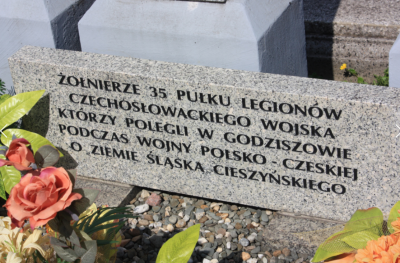 ŻOŁNIERZE 35 PUŁKU LEGIONÓW
CZECHOSŁOWACKIEGO WOJSKA
KTÓRZY POLEGLI W GODZISZOWIE
PODCZAS WOJNY POLSKO-CZESKIEJ
O ZIEMIE ŚLĄSKA CIESZYŃSKIEGO